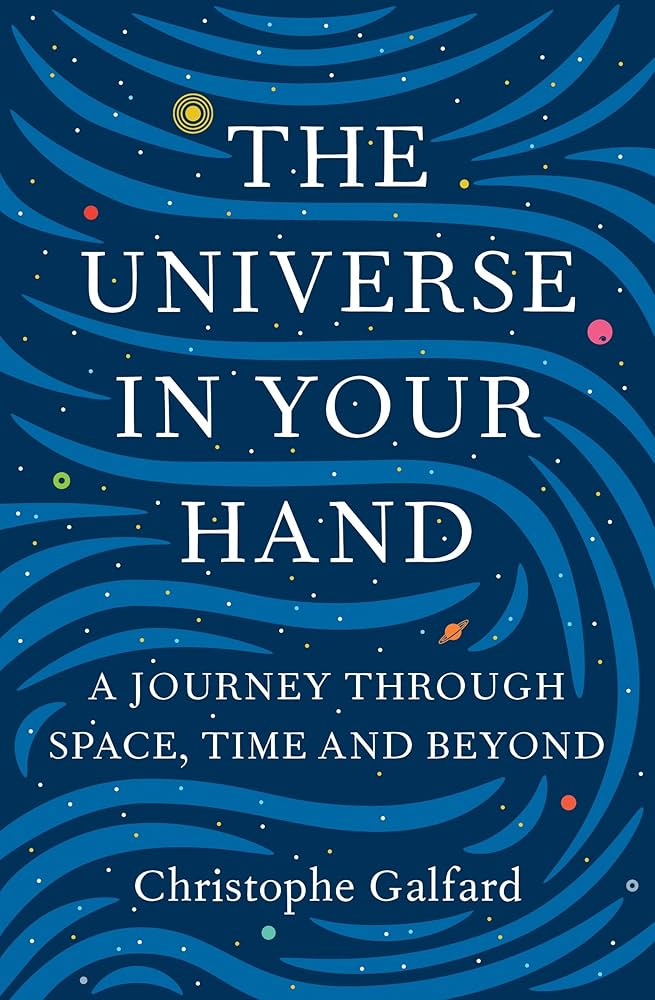 THE
UNIVERSE
IN YOUR
HAND
A JOURNEY THROUGH
SPACE, TIME AND BEYOND
Christophe Galfard